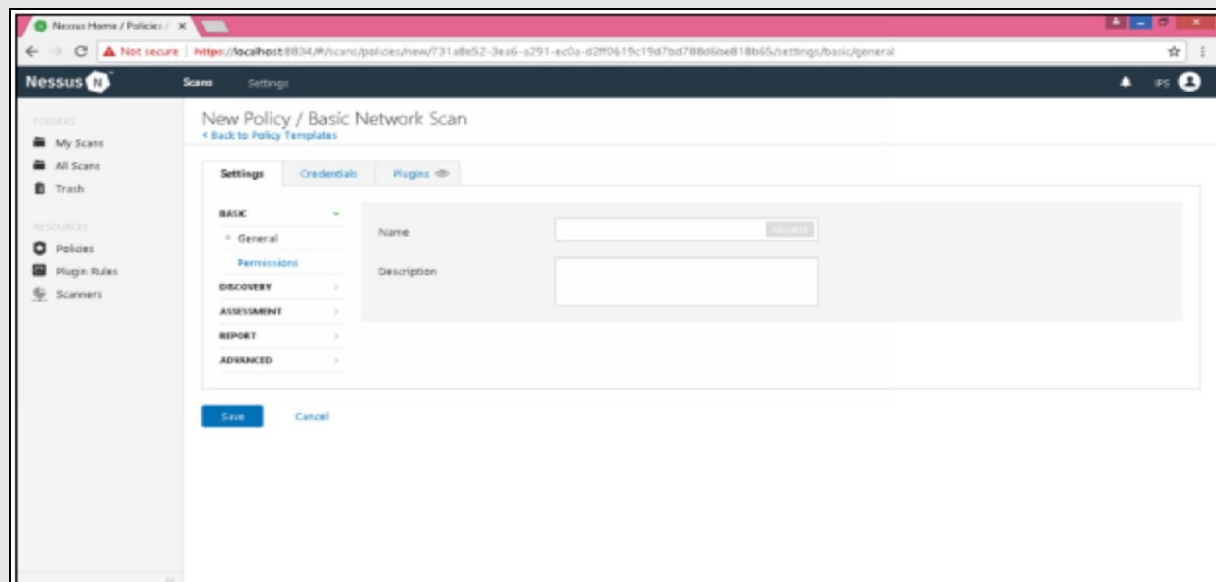 Nessus Home / Policies /
Not secure https://localhost:8834/#/scans/policies/new/731a8e52-3ea6-a291-ec0a-d2ff0619c19d7bd788d6be818b65/settings/basic/general
Nessus N Scans Settings IPS
FOLDERS
My Scans
All Scans
Trash
RESOURCES
Policies
Plugin Rules
Scanners
New Policy / Basic Network Scan
< Back to Policy Templates
Settings Credentials Plugins
BASIC
General
Permissions
DISCOVERY
ASSESSMENT
REPORT
ADVANCED
Name
Description
Save Cancel